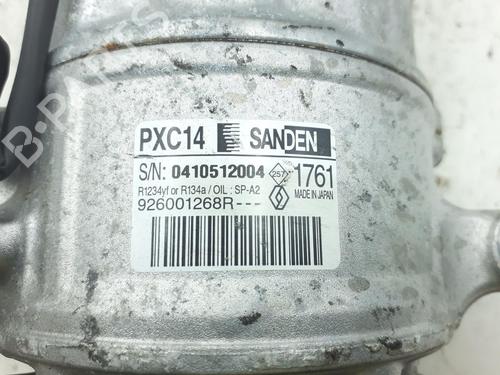 PXC14 SANDEN
S/N: 0410512004 257 1761
R1234yf or R134a / OIL : SP-A2 MADE IN JAPAN
926001268R---
B-PARTS